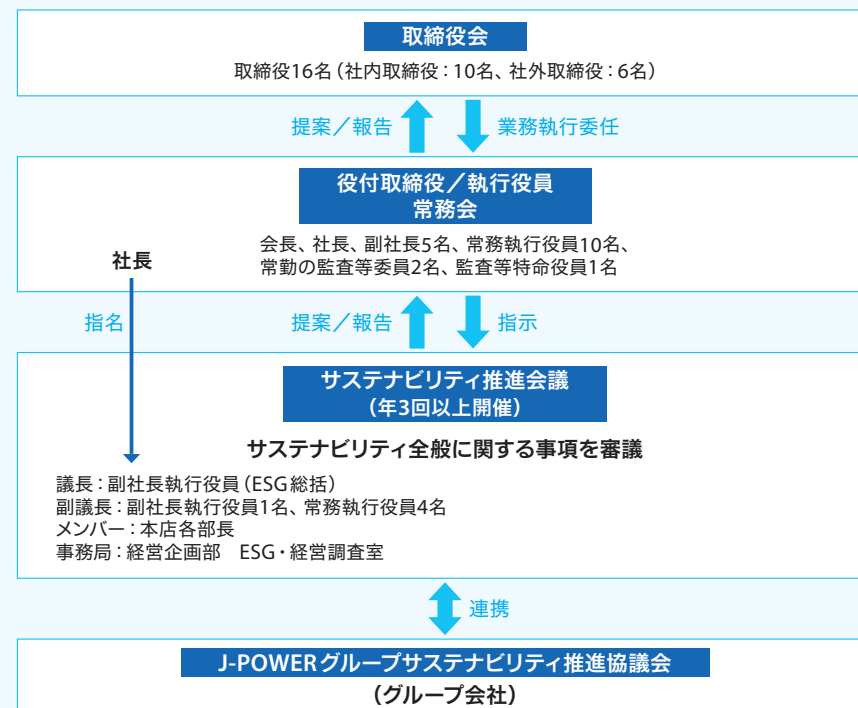 取締役会
取締役16名（社内取締役：10名、社外取締役：6名）
提案／報告
業務執行委任
役付取締役／執行役員
常務会
会長、社長、副社長5名、常務執行役員10名、
常勤の監査等委員2名、監査等特命役員1名
社長
指名
提案／報告
指示
サステナビリティ推進会議
（年3回以上開催）
サステナビリティ全般に関する事項を審議
議長：副社長執行役員（ESG総括）
副議長：副社長執行役員1名、常務執行役員4名
メンバー：本店各部長
事務局：経営企画部　ESG・経営調査室
連携
J-POWERグループサステナビリティ推進協議会
（グループ会社）